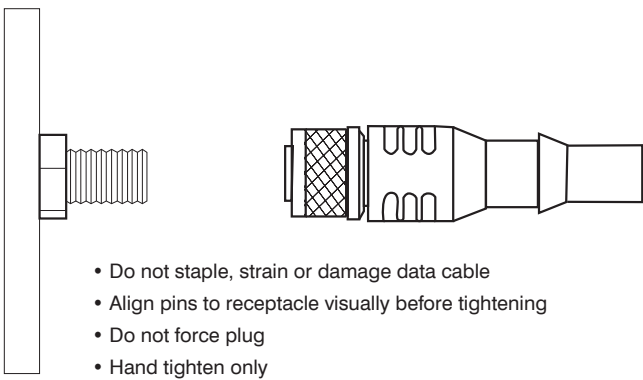 • Do not staple, strain or damage data cable
• Align pins to receptacle visually before tightening
• Do not force plug
• Hand tighten only